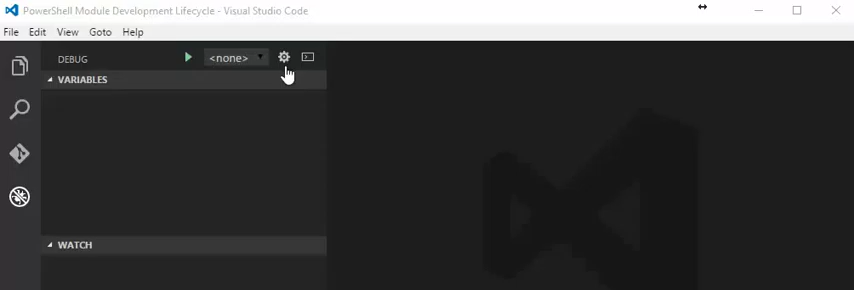 PowerShell Module Development Lifecycle - Visual Studio Code
File Edit View Goto Help
DEBUG <none>
VARIABLES
WATCH